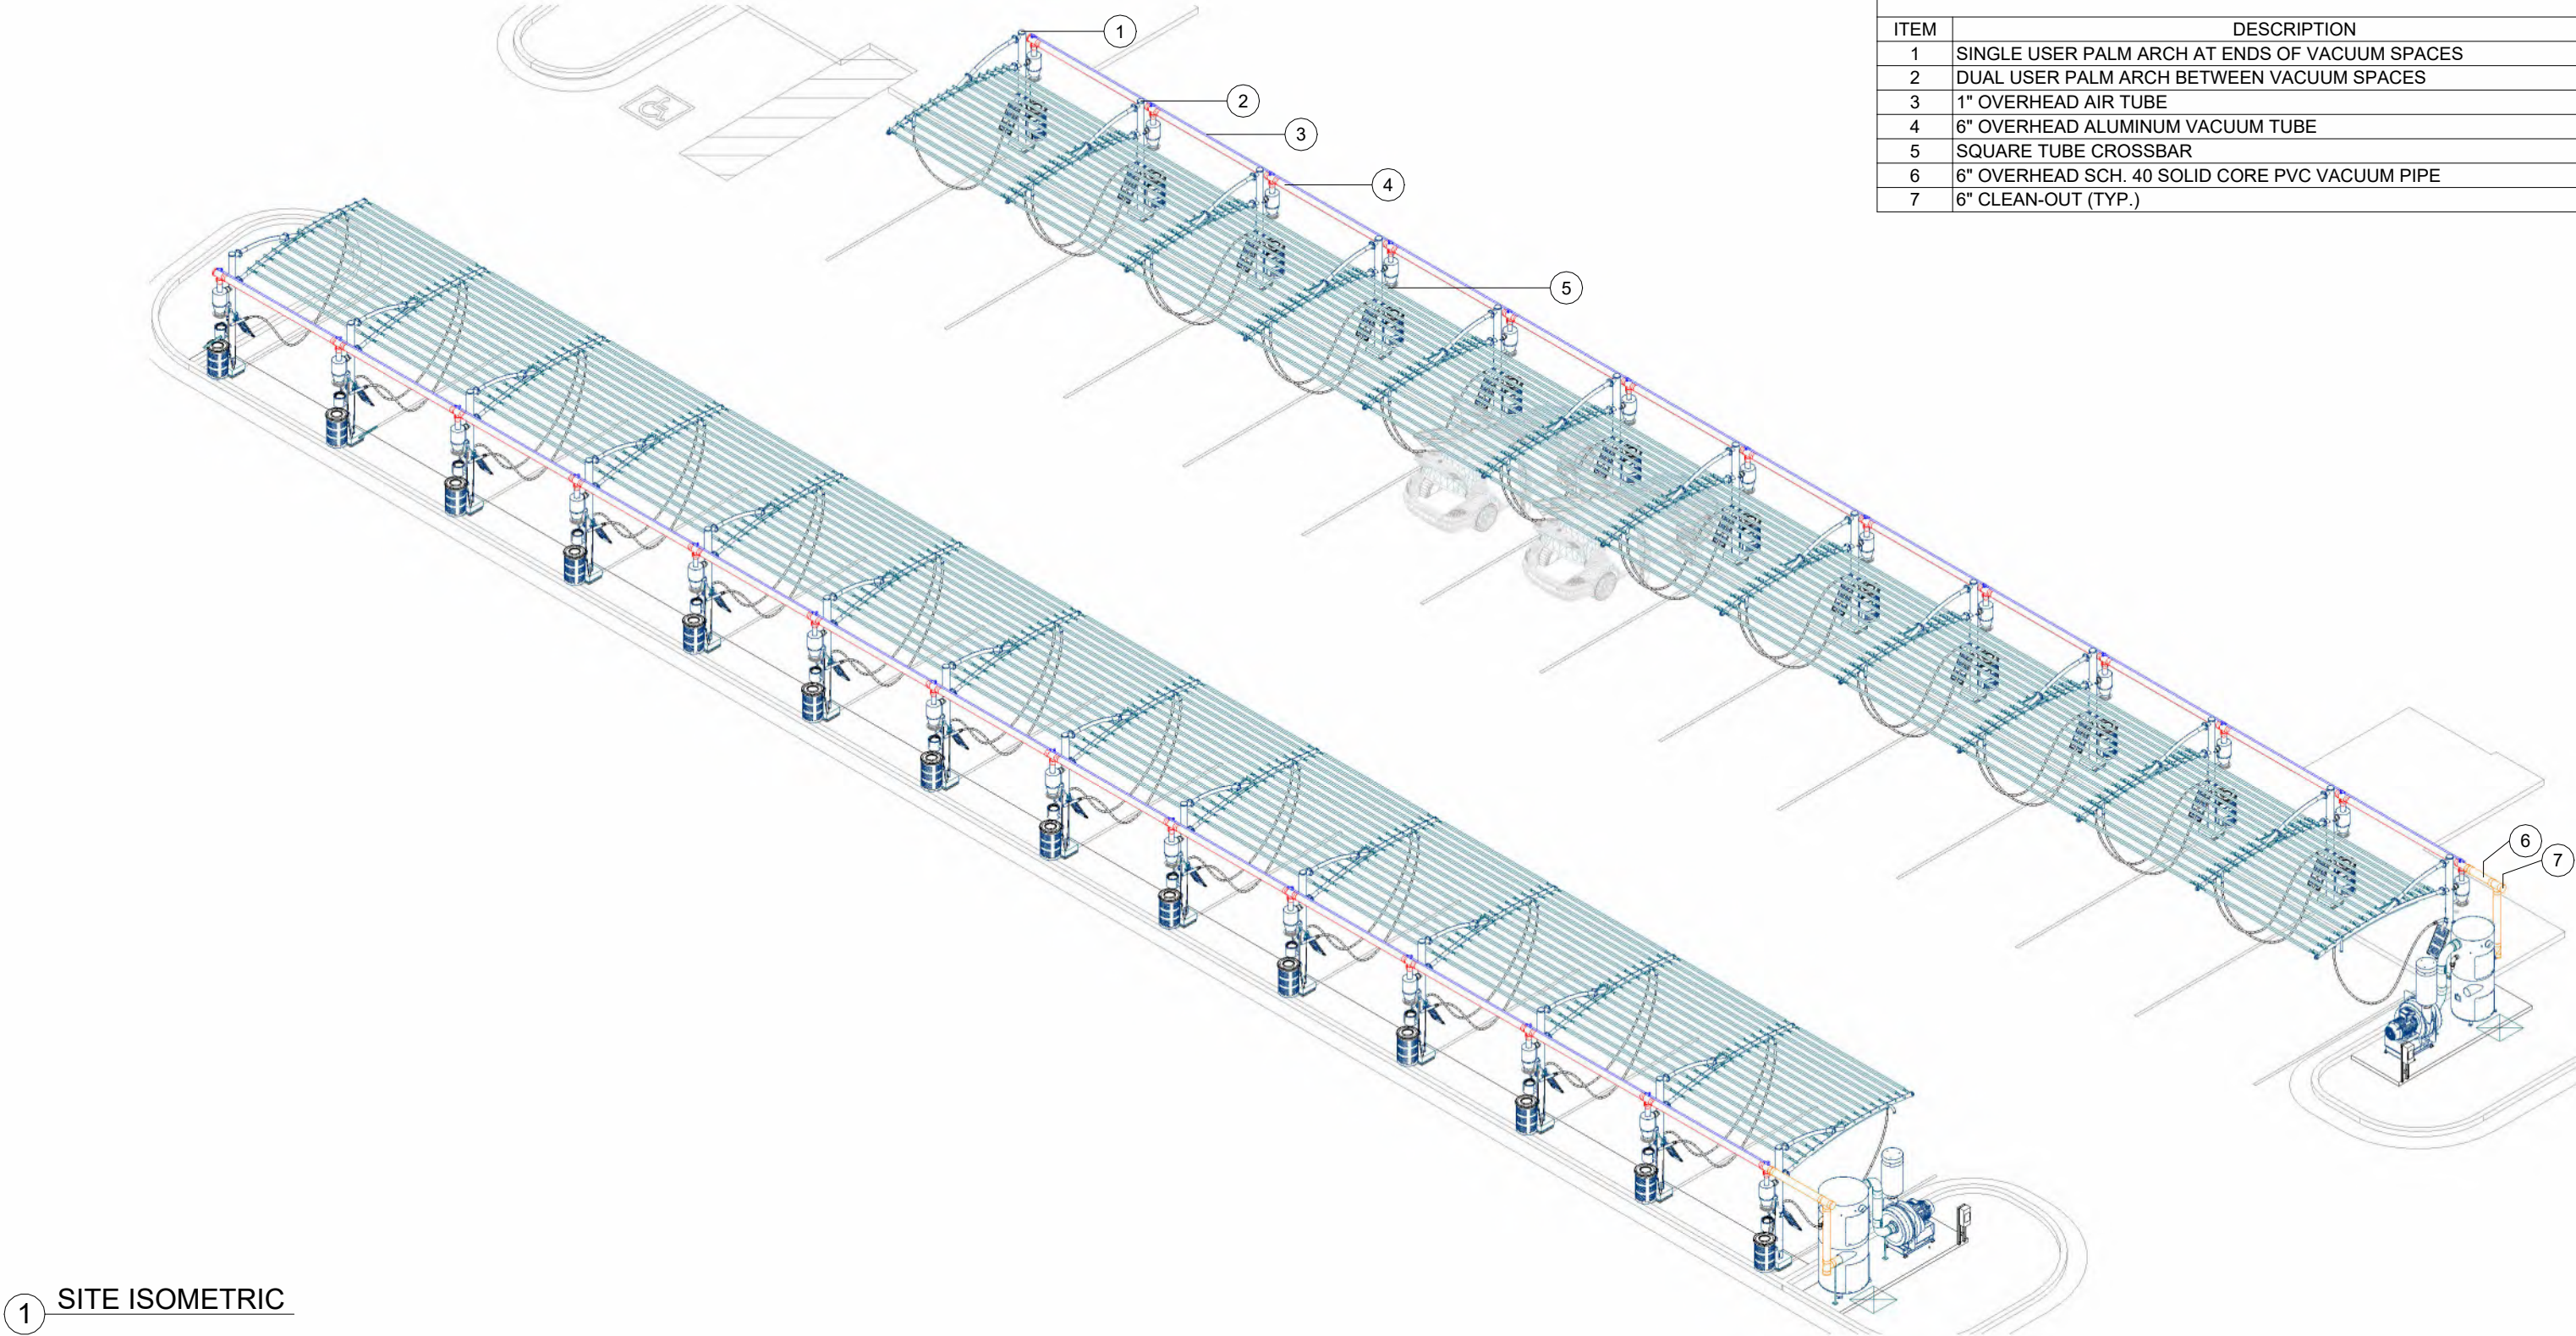 ITEM DESCRIPTION
1 SINGLE USER PALM ARCH AT ENDS OF VACUUM SPACES
2 DUAL USER PALM ARCH BETWEEN VACUUM SPACES
3 1" OVERHEAD AIR TUBE
4 6" OVERHEAD ALUMINUM VACUUM TUBE
5 SQUARE TUBE CROSSBAR
6 6" OVERHEAD SCH. 40 SOLID CORE PVC VACUUM PIPE
7 6" CLEAN-OUT (TYP.)
1
2
3
4
5
6
7
1 SITE ISOMETRIC